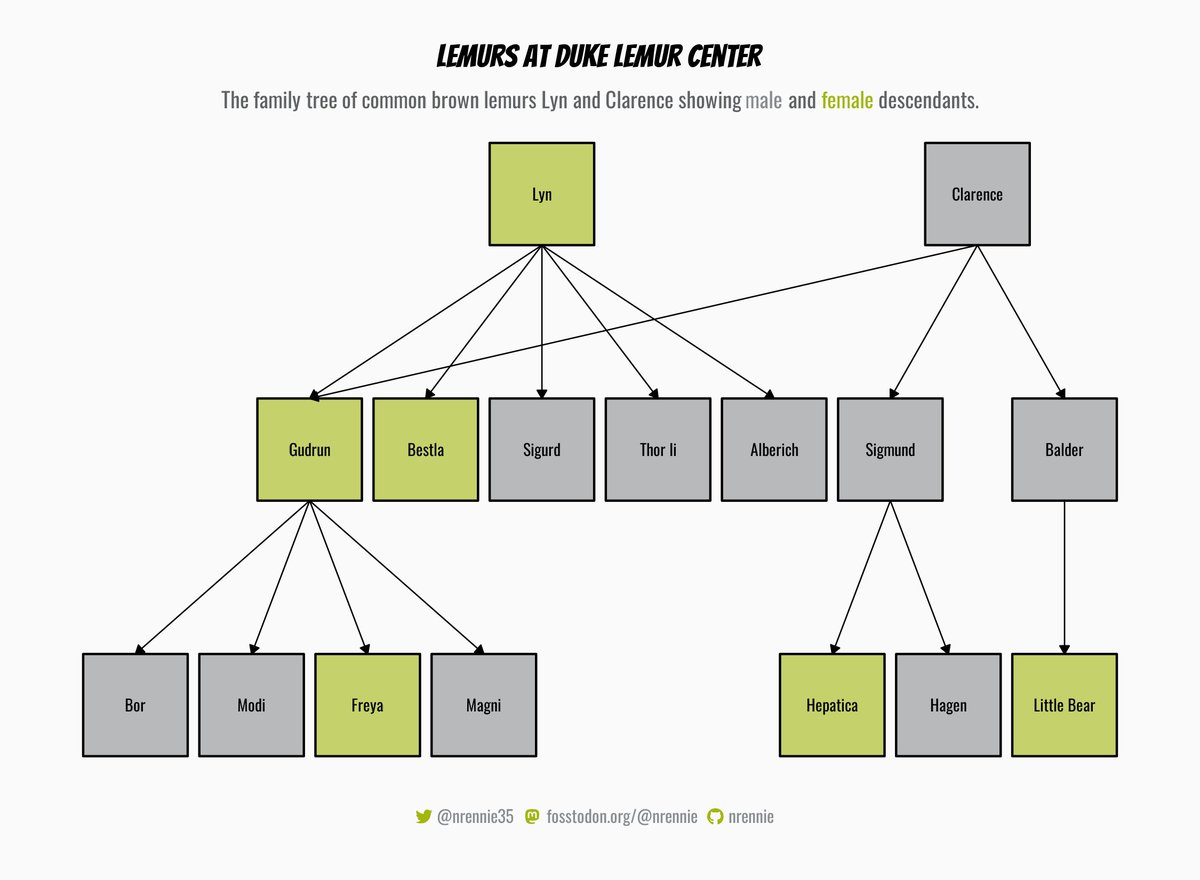 LEMURS AT DUKE LEMUR CENTER
The family tree of common brown lemurs Lyn and Clarence showing male and female descendants.
Lyn
Clarence
Gudrun
Bestla
Sigurd
Thor Ii
Alberich
Sigmund
Balder
Bor
Modi
Freya
Magni
Hepatica
Hagen
Little Bear
@nrennie35 fosstodon.org/@nrennie nrennie